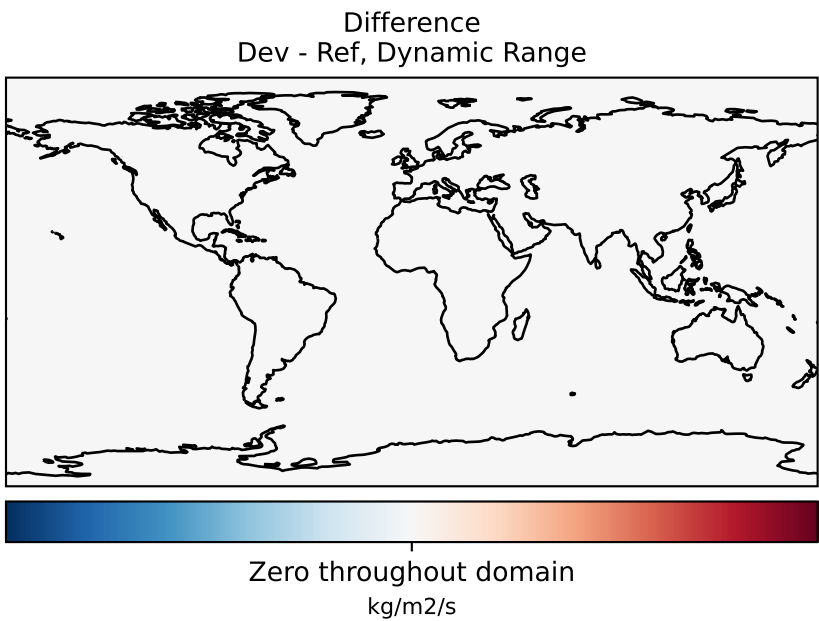 Difference
Dev - Ref, Dynamic Range
Zero throughout domain
kg/m2/s